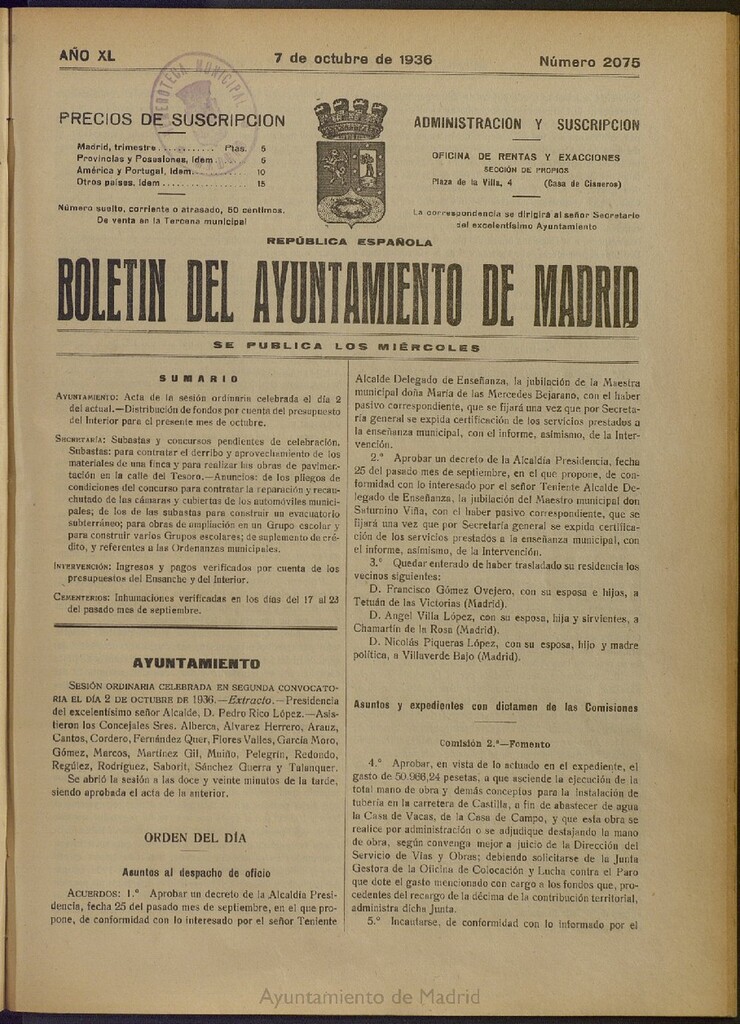 AÑO XL
7 de octubre de 1936
Número 2075
PRECIOS DE SUSCRIPCION
Madrid, trimestre ............ Ptas. 5
Provincias y Posesiones, ídem .... 6
América y Portugal, ídem ........ 10
Otros países, ídem ................ 15
Número suelto, corriente o atrasado, 50 céntimos.
De venta en la Tercena municipal
ADMINISTRACION Y SUSCRIPCION
OFICINA DE RENTAS Y EXACCIONES
SECCIÓN DE PROPIOS
Plaza de la Villa, 4 (Casa de Cisneros)
La correspondencia se dirigirá al señor Secretario
del excelentísimo Ayuntamiento
REPÚBLICA ESPAÑOLA
BOLETIN DEL AYUNTAMIENTO DE MADRID
SE PUBLICA LOS MIÉRCOLES
SUMARIO
AYUNTAMIENTO: Acta de la sesión ordinaria celebrada el día 2
del actual.—Distribución de fondos por cuenta del presupuesto
del Interior para el presente mes de octubre.
SECRETARÍA: Subastas y concursos pendientes de celebración.
Subastas: para contratar el derribo y aprovechamiento de los
materiales de una finca y para realizar las obras de pavimen-
tación en la calle del Tesoro.—Anuncios: de los pliegos de
condiciones del concurso para contratar la reparación y recau-
chutado de las cámaras y cubiertas de los automóviles munici-
pales; de los de las subastas para construir un evacuatorio
subterráneo; para obras de ampliación en un Grupo escolar y
para construir varios Grupos escolares; de suplemento de cré-
dito, y referentes a las Ordenanzas municipales.
INTERVENCIÓN: Ingresos y pagos verificados por cuenta de los
presupuestos del Ensanche y del Interior.
CEMENTERIOS: Inhumaciones verificadas en los días del 17 al 23
del pasado mes de septiembre.
AYUNTAMIENTO
SESIÓN ORDINARIA CELEBRADA EN SEGUNDA CONVOCATO-
RIA EL DÍA 2 DE OCTUBRE DE 1936.—Extracto.—Presidencia
del excelentísimo señor Alcalde, D. Pedro Rico López.—Asis-
tieron los Concejales Sres. Alberca, Alvarez Herrero, Arauz,
Cantos, Cordero, Fernández Quer, Flores Valles, García Moro,
Gómez, Marcos, Martínez Gil, Muiño, Pelegrín, Redondo,
Regúlez, Rodríguez, Saborit, Sánchez Guerra y Talanquer.
Se abrió la sesión a las doce y veinte minutos de la tarde,
siendo aprobada el acta de la anterior.
ORDEN DEL DÍA
Asuntos al despacho de oficio
ACUERDOS: 1.º Aprobar un decreto de la Alcaldía Presi-
dencia, fecha 25 del pasado mes de septiembre, en el que pro-
pone, de conformidad con lo interesado por el señor Teniente
Alcalde Delegado de Enseñanza, la jubilación de la Maestra
municipal doña María de las Mercedes Bejarano, con el haber
pasivo correspondiente, que se fijará una vez que por Secreta-
ría general se expida certificación de los servicios prestados a
la enseñanza municipal, con el informe, asimismo, de la Inter-
vención.
2.º Aprobar un decreto de la Alcaldía Presidencia, fecha
25 del pasado mes de septiembre, en el que propone, de con-
formidad con lo interesado por el señor Teniente Alcalde De-
legado de Enseñanza, la jubilación del Maestro municipal don
Saturnino Viña, con el haber pasivo correspondiente, que se
fijará una vez que por Secretaría general se expida certifica-
ción de los servicios prestados a la enseñanza municipal, con
el informe, asimismo, de la Intervención.
3.º Quedar enterado de haber trasladado su residencia los
vecinos siguientes:
D. Francisco Gómez Ovejero, con su esposa e hijos, a
Tetuán de las Victorias (Madrid).
D. Angel Villa López, con su esposa, hija y sirvientes, a
Chamartín de la Rosa (Madrid).
D. Nicolás Piqueras López, con su esposa, hijo y madre
política, a Villaverde Bajo (Madrid).
Asuntos y expedientes con dictamen de las Comisiones
Comisión 2.ª—Fomento
4.º Aprobar, en vista de lo actuado en el expediente, el
gasto de 50.966,24 pesetas, a que asciende la ejecución de la
total mano de obra y demás conceptos para la instalación de
tubería en la carretera de Castilla, a fin de abastecer de agua
la Casa de Vacas, de la Casa de Campo, y que esta obra se
realice por administración o se adjudique destajando la mano
de obra, según convenga mejor a juicio de la Dirección del
Servicio de Vías y Obras; debiendo solicitarse de la Junta
Gestora de la Oficina de Colocación y Lucha contra el Paro
que dote el gasto mencionado con cargo a los fondos que, pro-
cedentes del recargo de la décima de la contribución territorial,
administra dicha Junta.
5.º Incautarse, de conformidad con lo informado por el
Ayuntamiento de Madrid